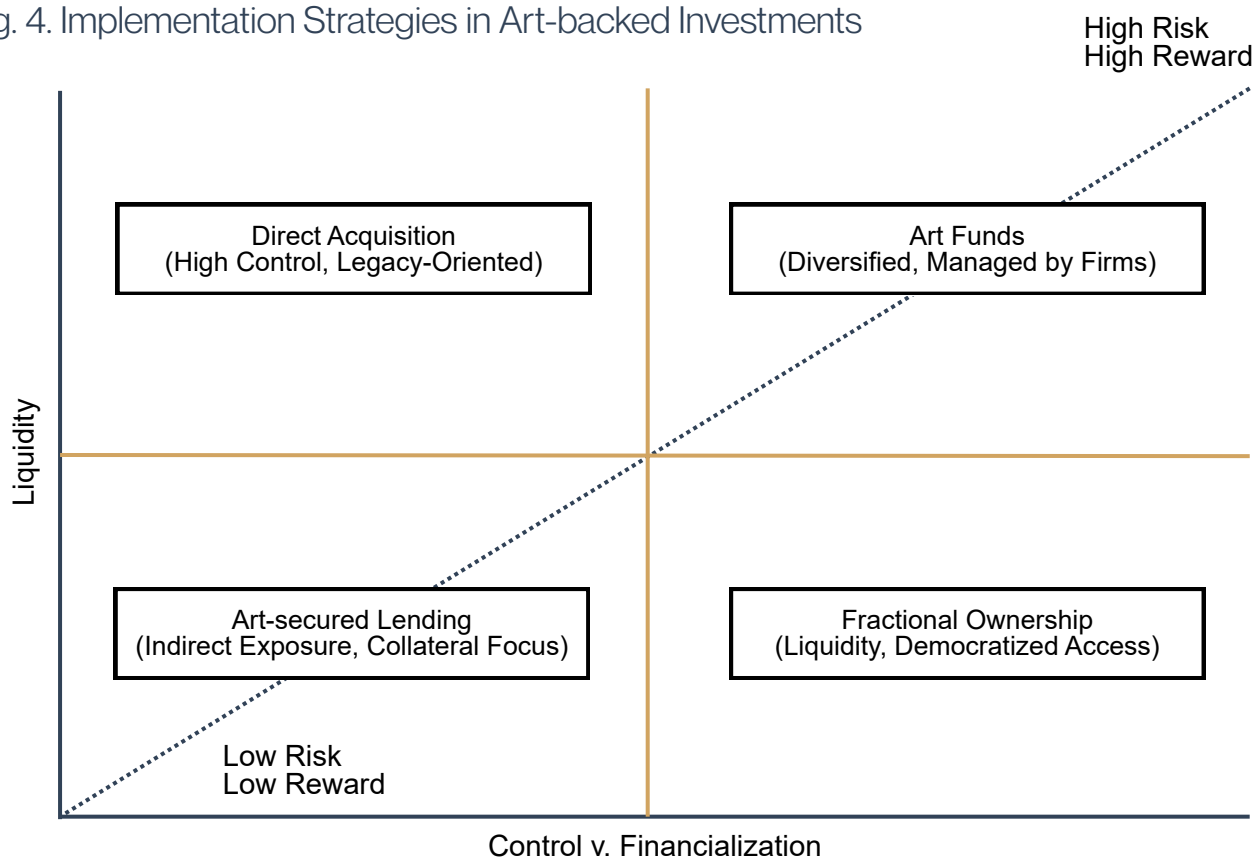 g. 4. Implementation Strategies in Art-backed Investments
High Risk
High Reward
Direct Acquisition
(High Control, Legacy-Oriented)
Art Funds
(Diversified, Managed by Firms)
Liquidity
Art-secured Lending
(Indirect Exposure, Collateral Focus)
Fractional Ownership
(Liquidity, Democratized Access)
Low Risk
Low Reward
Control v. Financialization